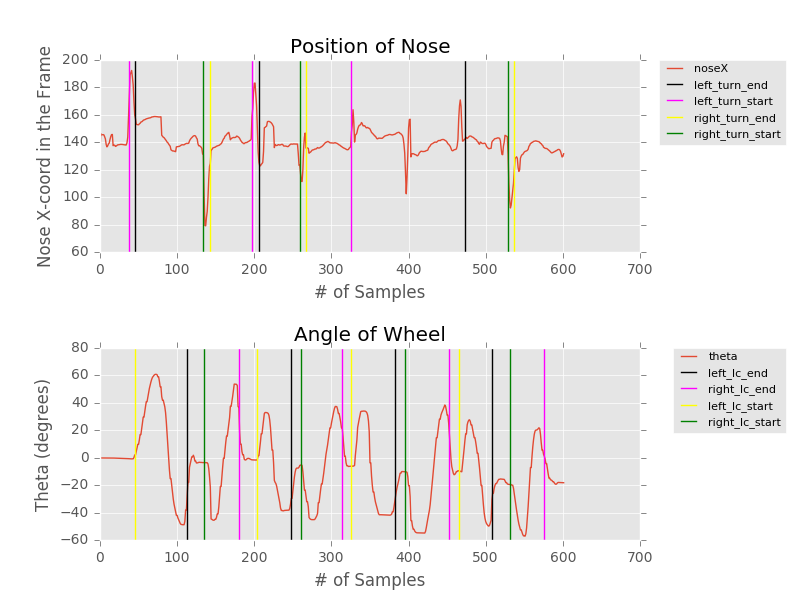 Position of Nose
Nose X-coord in the Frame
200
180
160
140
120
100
80
60
0 100 200 300 400 500 600 700
# of Samples
noseX
left_turn_end
left_turn_start
right_turn_end
right_turn_start
Angle of Wheel
Theta (degrees)
80
60
40
20
0
−20
−40
−60
0 100 200 300 400 500 600 700
# of Samples
theta
left_lc_end
right_lc_end
left_lc_start
right_lc_start